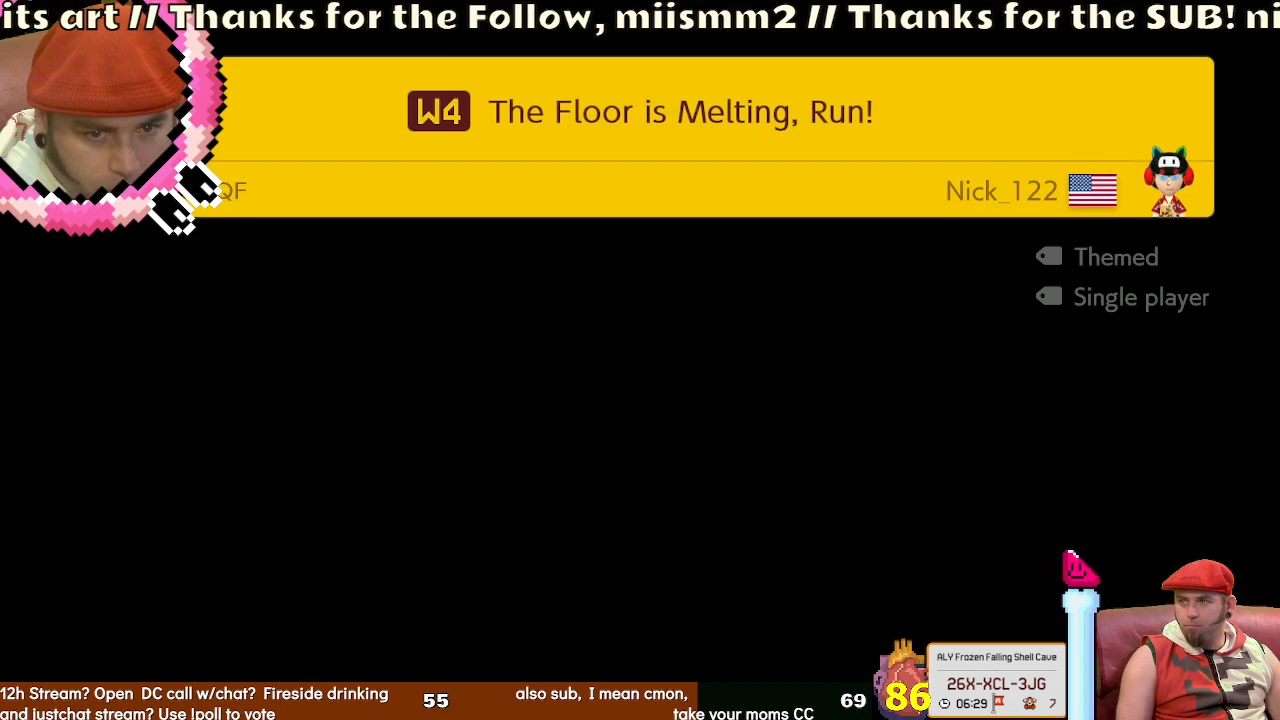 its art // Thanks for the Follow, miismm2 // Thanks for the SUB! ni
W4 The Floor is Melting, Run!
QF
Nick_122
Themed
Single player
12h Stream? Open DC call w/chat? Fireside drinking
and justchat stream? Use !poll to vote
55
also sub, I mean cmon,
take your moms CC
69
86
ALY Frozen Falling Shell Cave
26X-XCL-3JG
06:29 7